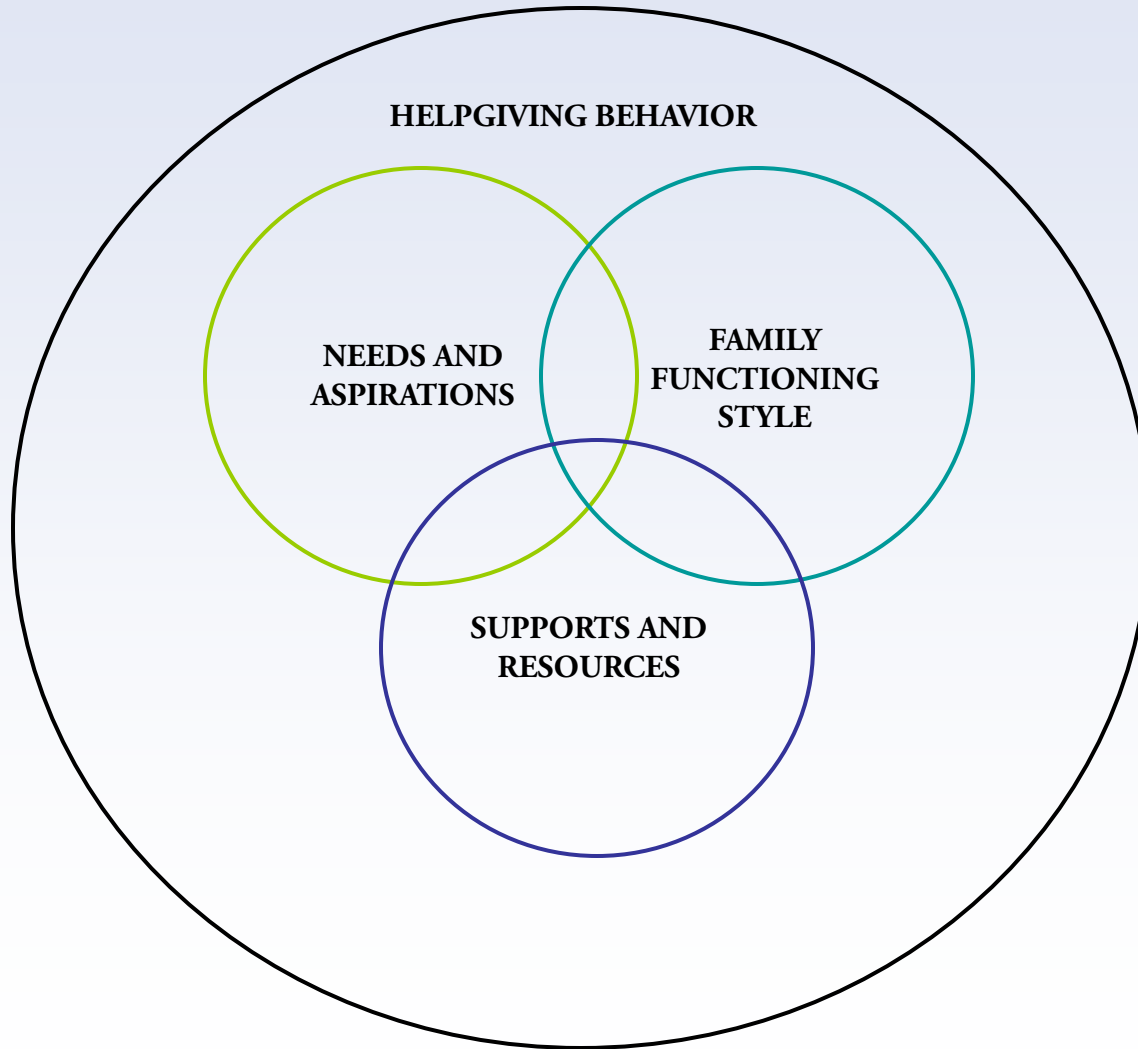 HELPGIVING BEHAVIOR
NEEDS AND
ASPIRATIONS
FAMILY
FUNCTIONING
STYLE
SUPPORTS AND
RESOURCES